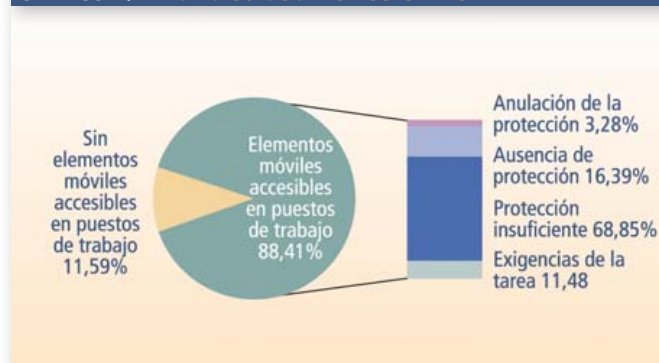 Sin
elementos
móviles
accesibles
en puestos
de trabajo
11,59%
Elementos
móviles
accesibles
en puestos
de trabajo
88,41%
Anulación de la
protección 3,28%
Ausencia de
protección 16,39%
Protección
insuficiente 68,85%
Exigencias de la
tarea 11,48